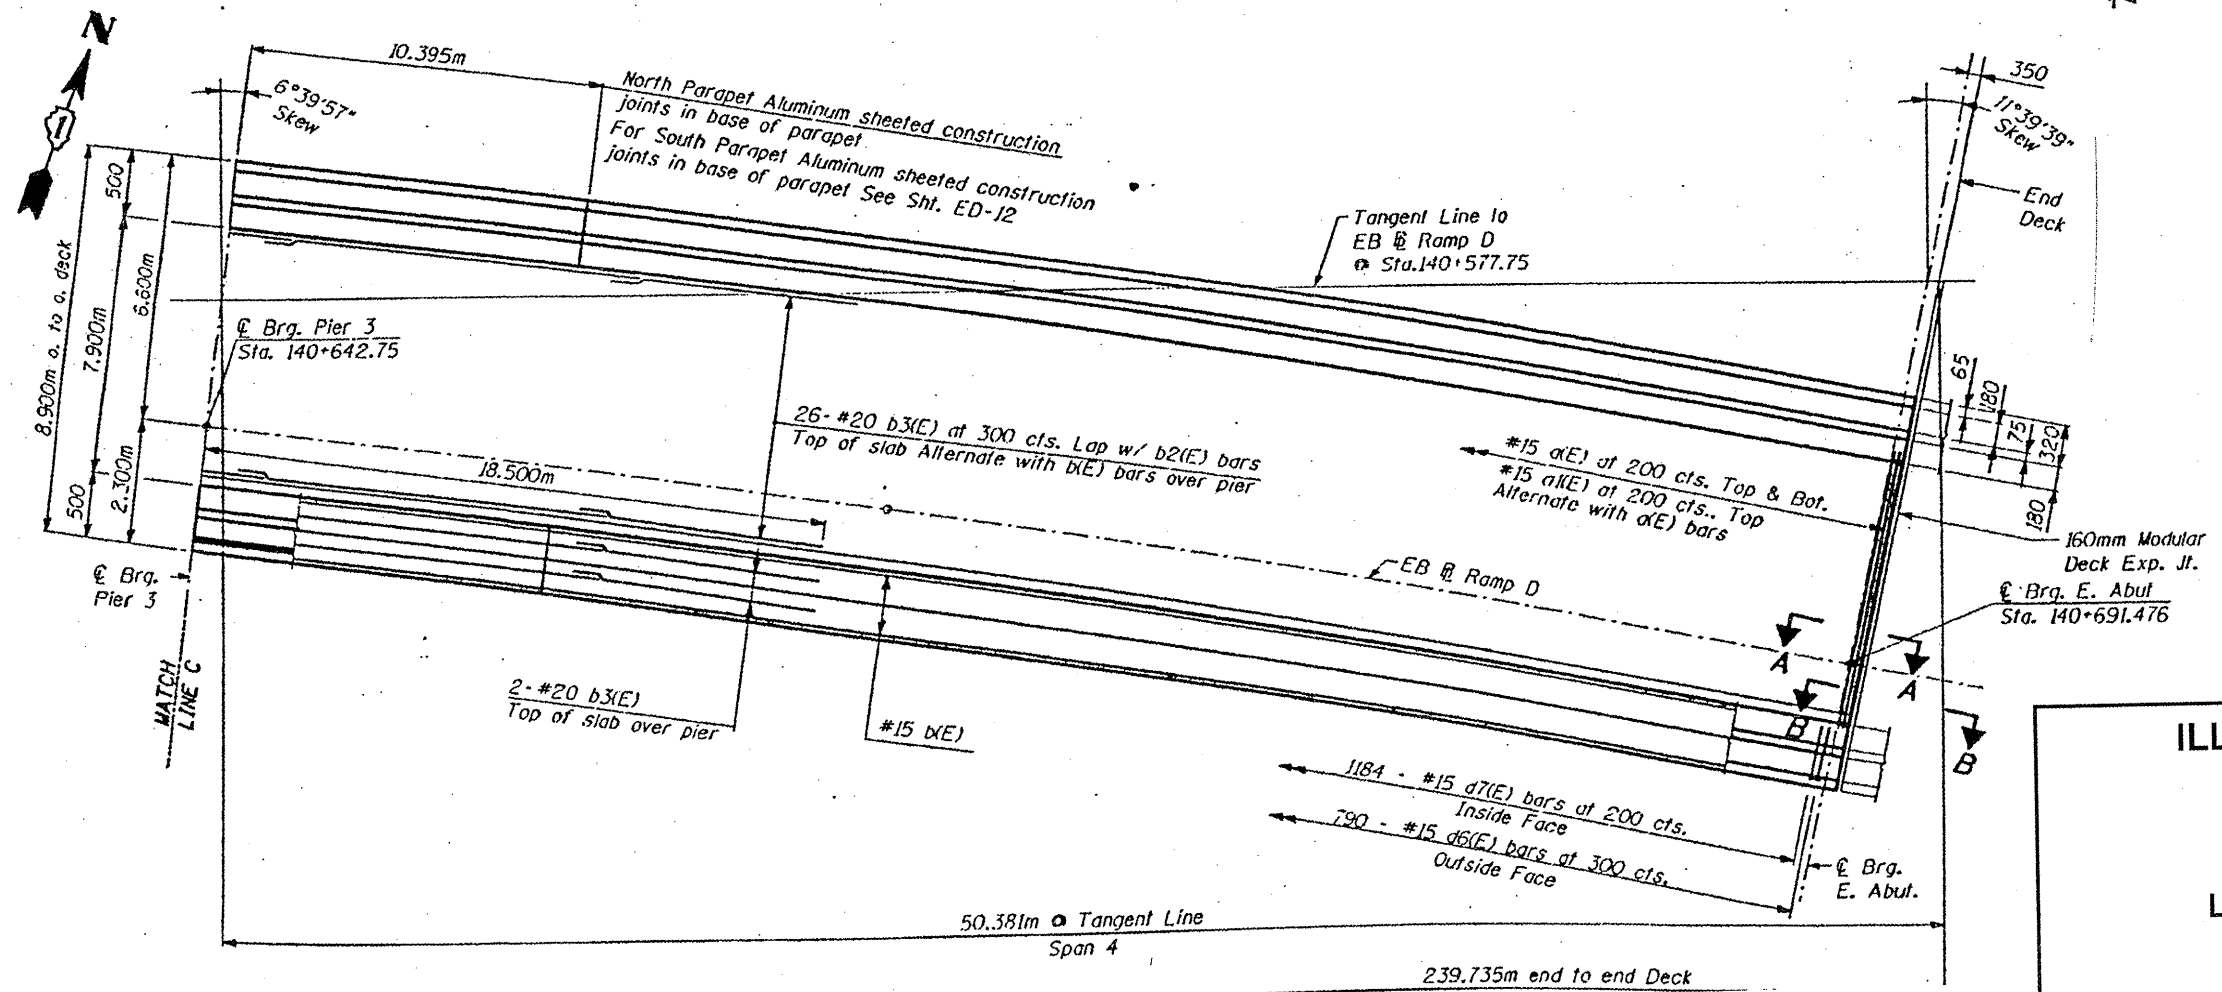 N
1
10.395m
6°39'57"
Skew
North Parapet Aluminum sheeted construction
joints in base of parapet
For South Parapet Aluminum sheeted construction
joints in base of parapet See Sht. ED-12
350
11°39'39"
Skew
End
Deck
Tangent Line to
EB ℄ Ramp D
@ Sta.140+577.75
500
8.900m o. to o. deck
7.900m
6.600m
2.300m
500
℄ Brg. Pier 3
Sta. 140+642.75
18.500m
26- #20 b3(E) at 300 cts. Lap w/ b2(E) bars
Top of slab Alternate with b(E) bars over pier
#15 a(E) at 200 cts. Top & Bot.
#15 a1(E) at 200 cts., Top
Alternate with a(E) bars
65
180
75
320
180
160mm Modular
Deck Exp. Jt.
℄ Brg. E. Abut
Sta. 140+691.476
EB ℄ Ramp D
℄ Brg.
Pier 3
MATCH
LINE C
2- #20 b3(E)
Top of slab over pier
#15 b(E)
A
A
B
B
1184 - #15 d7(E) bars at 200 cts.
Inside Face
790 - #15 d6(E) bars at 300 cts.
Outside Face
℄ Brg.
E. Abut.
50.381m @ Tangent Line
Span 4
239.735m end to end Deck
ILL
L